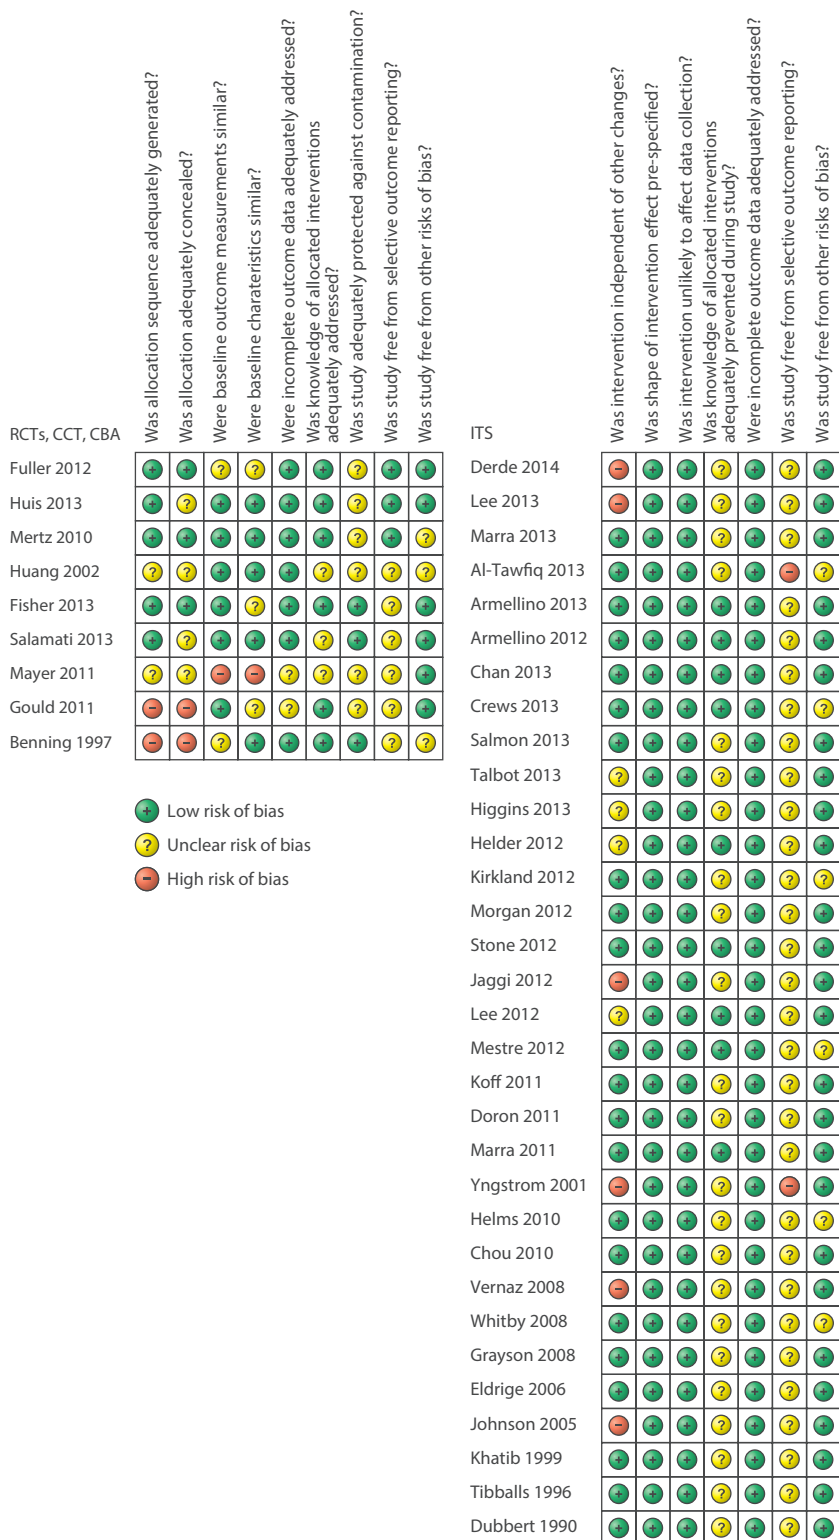 Was allocation sequence adequately generated?
Was allocation adequately concealed?
Were baseline outcome measurements similar?
Were baseline charateristics similar?
Were incomplete outcome data adequately addressed?
Was knowledge of allocated interventions
adequately addressed?
Was study adequately protected against contamination?
Was study free from selective outcome reporting?
Was study free from other risks of bias?
RCTs, CCT, CBA
Fuller 2012 + + ? ? + + ? + +
Huis 2013 + ? + + + + ? + +
Mertz 2010 + + + + + + ? + ?
Huang 2002 ? ? + + + ? ? ? ?
Fisher 2013 + + + ? + + + ? +
Salamati 2013 + ? + + + ? + ? +
Mayer 2011 ? ? – – ? ? ? ? +
Gould 2011 – – + ? ? + ? ? +
Benning 1997 – – ? + + + + ? ?
+ Low risk of bias
? Unclear risk of bias
– High risk of bias
Was intervention independent of other changes?
Was shape of intervention effect pre-specified?
Was intervention unlikely to affect data collection?
Was knowledge of allocated interventions
adequately prevented during study?
Were incomplete outcome data adequately addressed?
Was study free from selective outcome reporting?
Was study free from other risks of bias?
ITS
Derde 2014 – + + ? + ? +
Lee 2013 – + + ? + ? +
Marra 2013 + + + ? + ? +
Al-Tawfiq 2013 + + + ? + – ?
Armellino 2013 + + + + + ? +
Armellino 2012 + + + + + ? +
Chan 2013 + + + + + ? +
Crews 2013 + + + + + ? ?
Salmon 2013 + + + ? + ? +
Talbot 2013 ? + + ? + ? +
Higgins 2013 ? + + ? + ? +
Helder 2012 ? + + + + ? +
Kirkland 2012 + + + ? + ? ?
Morgan 2012 + + + ? + ? +
Stone 2012 + + + + + ? +
Jaggi 2012 – + + ? + ? +
Lee 2012 ? + + + + ? +
Mestre 2012 + + + + + ? ?
Koff 2011 + + + ? + ? +
Doron 2011 + + + ? + ? +
Marra 2011 + + + + + ? +
Yngstrom 2001 – + + ? + – +
Helms 2010 + + + ? + ? ?
Chou 2010 + + + ? + ? +
Vernaz 2008 – + + ? + ? +
Whitby 2008 + + + ? + ? ?
Grayson 2008 + + + ? + ? +
Eldrige 2006 + + + ? + ? +
Johnson 2005 – + + ? + ? +
Khatib 1999 + + + ? + ? +
Tibballs 1996 + + + ? + ? +
Dubbert 1990 + + + ? + ? +